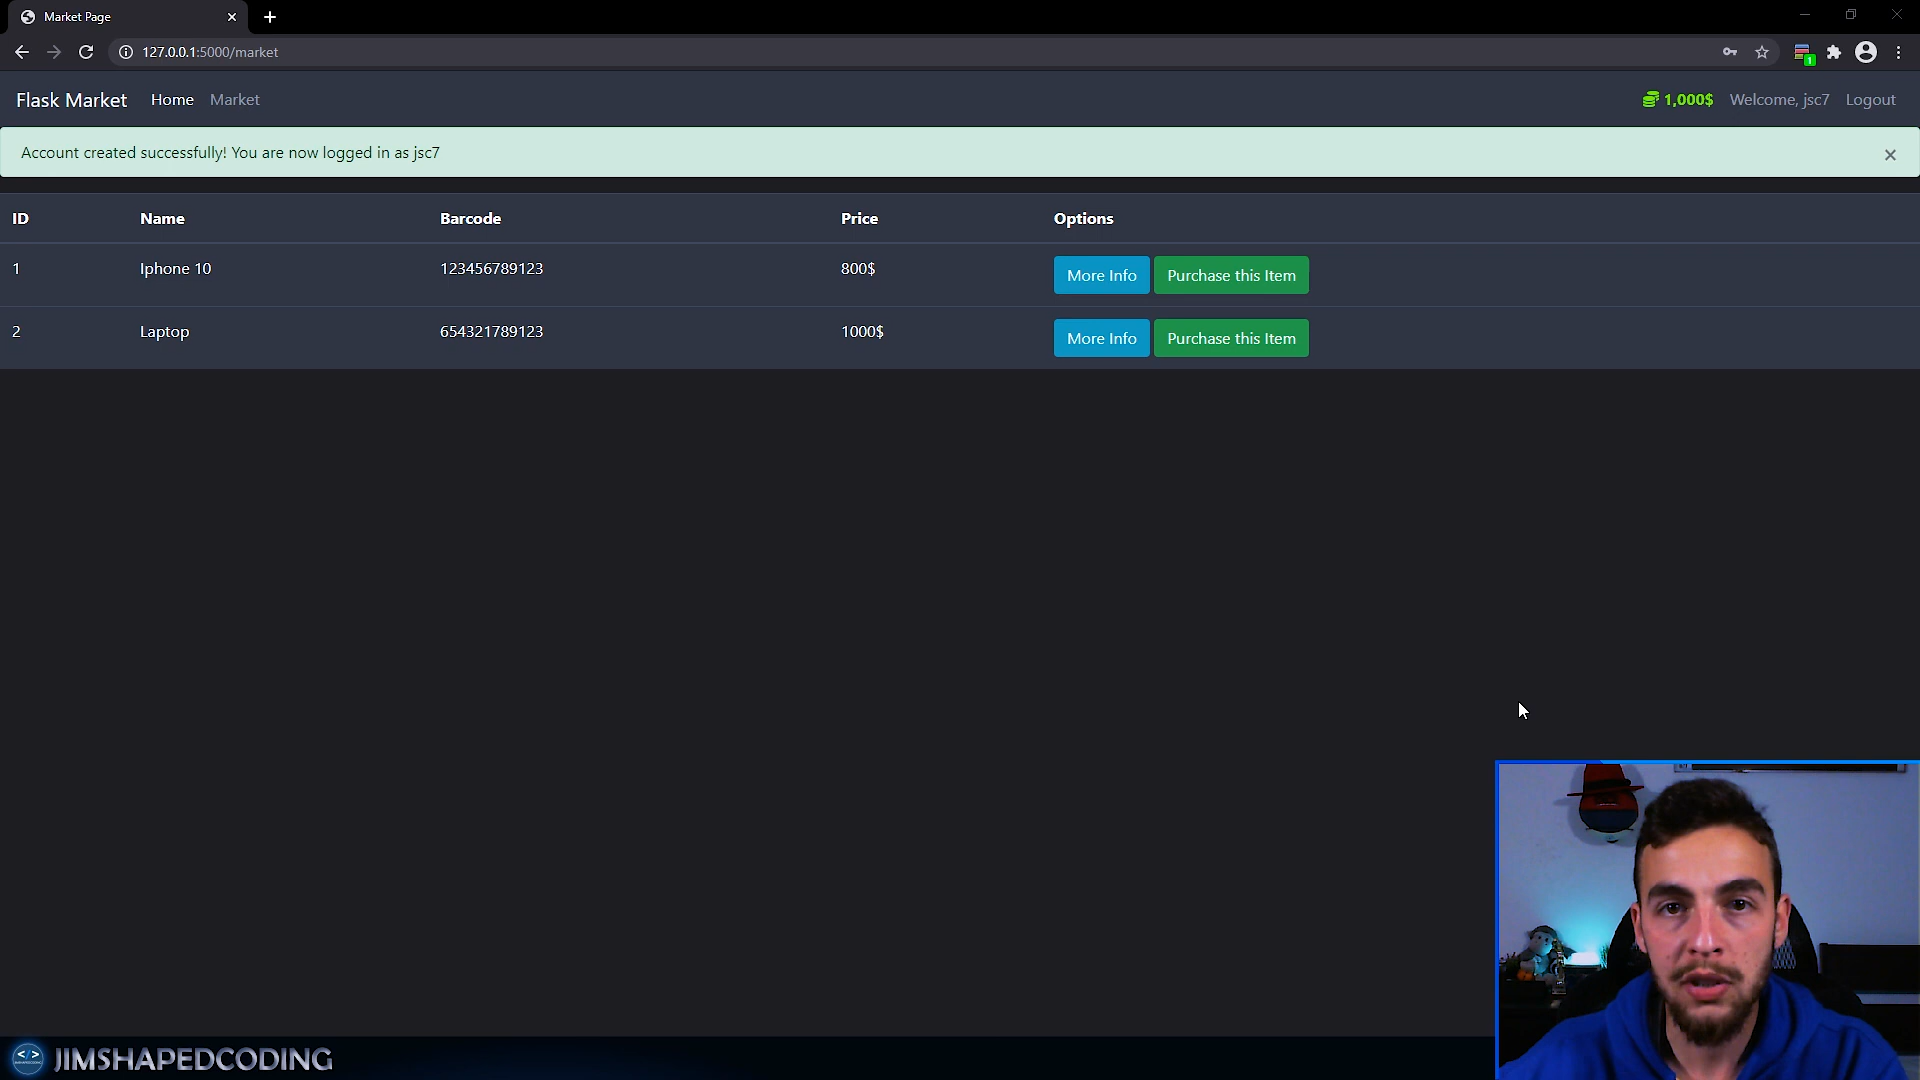 Market Page
127.0.0.1:5000/market
1
Flask Market Home Market 1,000$ Welcome, jsc7 Logout
Account created successfully! You are now logged in as jsc7
ID Name Barcode Price Options
1 Iphone 10 123456789123 800$ More Info Purchase this Item
2 Laptop 654321789123 1000$ More Info Purchase this Item
JIMSHAPEDCODING